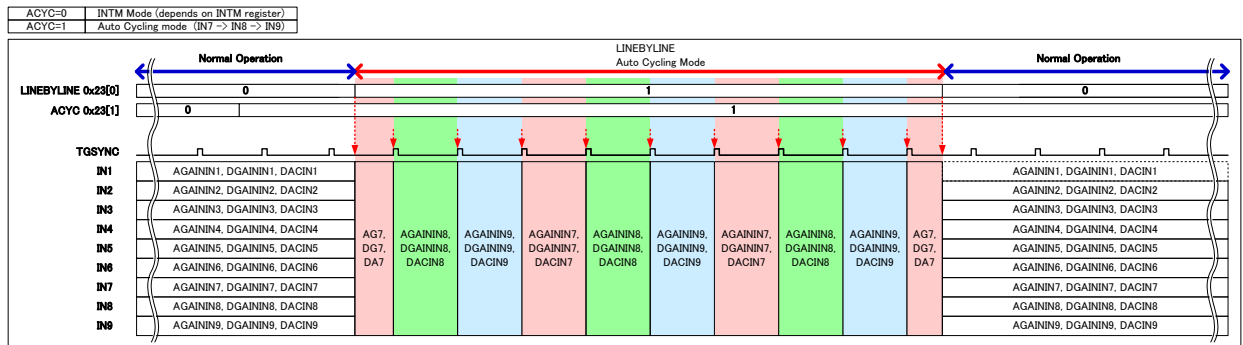 ACYC=0 INTM Mode (depends on INTM register)
ACYC=1 Auto Cycling mode (IN7 -> IN8 -> IN9)
LINEBYLINE
Normal Operation Auto Cycling Mode Normal Operation
LINEBYLINE 0x23[0] 0 1 0
ACYC 0x23[1] 0 1
TGSYNC
IN1 AGAININ1, DGAININ1, DACIN1 AGAININ1, DGAININ1, DACIN1
IN2 AGAININ2, DGAININ2, DACIN2 AGAININ2, DGAININ2, DACIN2
IN3 AGAININ3, DGAININ3, DACIN3 AGAININ3, DGAININ3, DACIN3
IN4 AGAININ4, DGAININ4, DACIN4 AG7, AGAININ8, AGAININ9, AGAININ7, AGAININ8, AGAININ9, AGAININ7, AGAININ8, AGAININ9, AG7, AGAININ4, DGAININ4, DACIN4
IN5 AGAININ5, DGAININ5, DACIN5 DG7, DGAININ8, DGAININ9, DGAININ7, DGAININ8, DGAININ9, DGAININ7, DGAININ8, DGAININ9, DG7, AGAININ5, DGAININ5, DACIN5
IN6 AGAININ6, DGAININ6, DACIN6 DA7 DACIN8 DACIN9 DACIN7 DACIN8 DACIN9 DACIN7 DACIN8 DACIN9 DA7 AGAININ6, DGAININ6, DACIN6
IN7 AGAININ7, DGAININ7, DACIN7 AGAININ7, DGAININ7, DACIN7
IN8 AGAININ8, DGAININ8, DACIN8 AGAININ8, DGAININ8, DACIN8
IN9 AGAININ9, DGAININ9, DACIN9 AGAININ9, DGAININ9, DACIN9